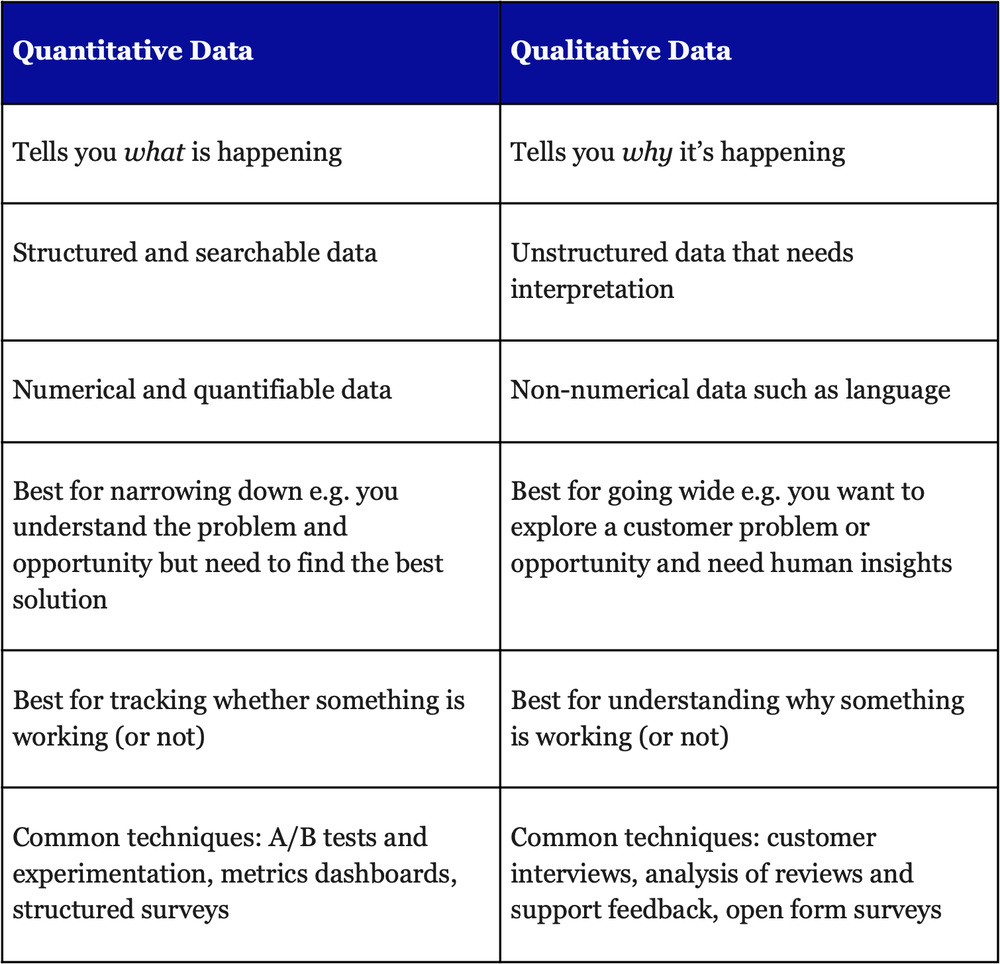 Quantitative Data
Qualitative Data
Tells you what is happening
Tells you why it’s happening
Structured and searchable data
Unstructured data that needs
interpretation
Numerical and quantifiable data
Non-numerical data such as language
Best for narrowing down e.g. you
understand the problem and
opportunity but need to find the best
solution
Best for going wide e.g. you want to
explore a customer problem or
opportunity and need human insights
Best for tracking whether something is
working (or not)
Best for understanding why something
is working (or not)
Common techniques: A/B tests and
experimentation, metrics dashboards,
structured surveys
Common techniques: customer
interviews, analysis of reviews and
support feedback, open form surveys